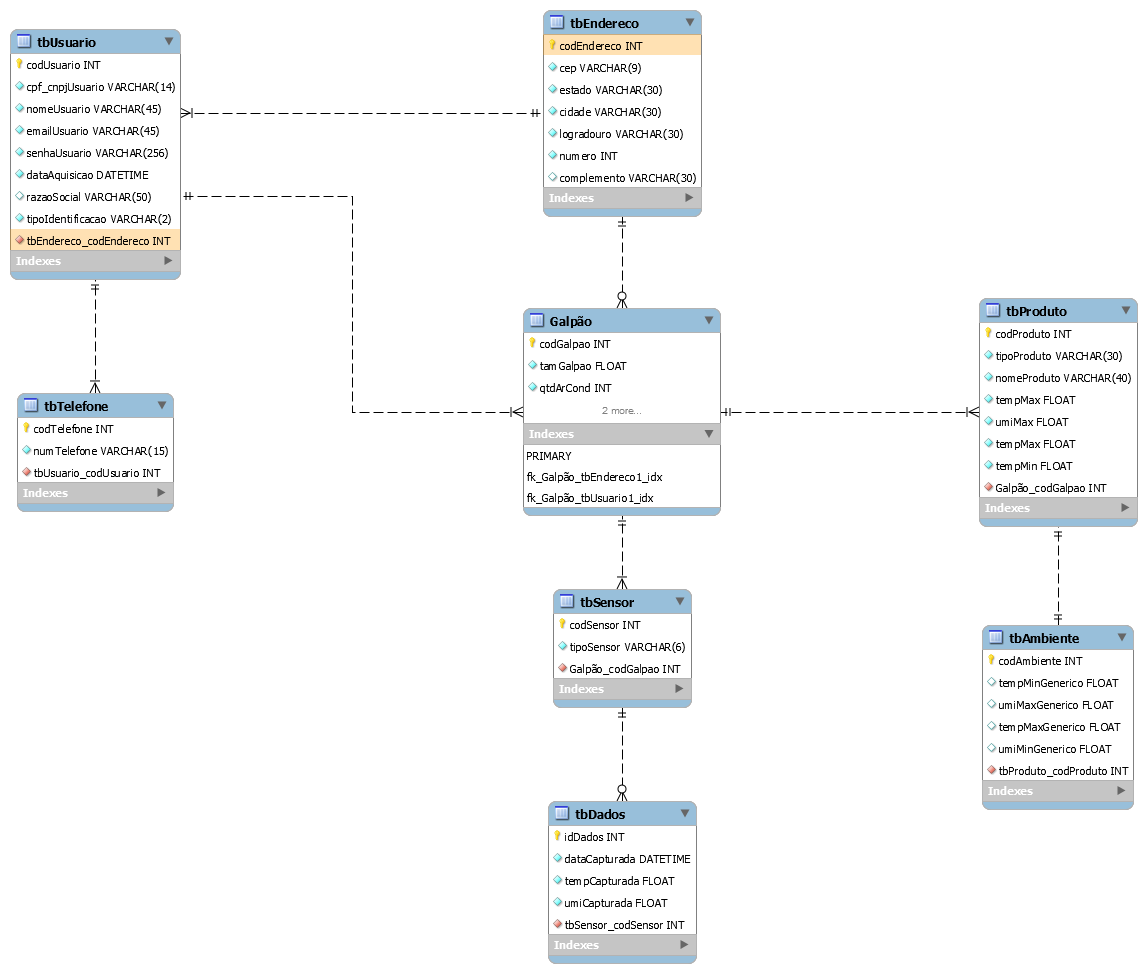 tbUsuario
codUsuario INT
cpf_cnpjUsuario VARCHAR(14)
nomeUsuario VARCHAR(45)
emailUsuario VARCHAR(45)
senhaUsuario VARCHAR(256)
dataAquisicao DATETIME
razaoSocial VARCHAR(50)
tipoIdentificacao VARCHAR(2)
tbEndereco_codEndereco INT
Indexes
tbEndereco
codEndereco INT
cep VARCHAR(9)
estado VARCHAR(30)
cidade VARCHAR(30)
logradouro VARCHAR(30)
numero INT
complemento VARCHAR(30)
Indexes
tbTelefone
codTelefone INT
numTelefone VARCHAR(15)
tbUsuario_codUsuario INT
Indexes
Galpão
codGalpao INT
tamGalpao FLOAT
qtdArCond INT
2 more...
Indexes
PRIMARY
fk_Galpão_tbEndereco1_idx
fk_Galpão_tbUsuario1_idx
tbProduto
codProduto INT
tipoProduto VARCHAR(30)
nomeProduto VARCHAR(40)
tempMax FLOAT
umiMax FLOAT
tempMax FLOAT
tempMin FLOAT
Galpão_codGalpao INT
Indexes
tbSensor
codSensor INT
tipoSensor VARCHAR(6)
Galpão_codGalpao INT
Indexes
tbAmbiente
codAmbiente INT
tempMinGenerico FLOAT
umiMaxGenerico FLOAT
tempMaxGenerico FLOAT
umiMinGenerico FLOAT
tbProduto_codProduto INT
Indexes
tbDados
idDados INT
dataCapturada DATETIME
tempCapturada FLOAT
umiCapturada FLOAT
tbSensor_codSensor INT
Indexes